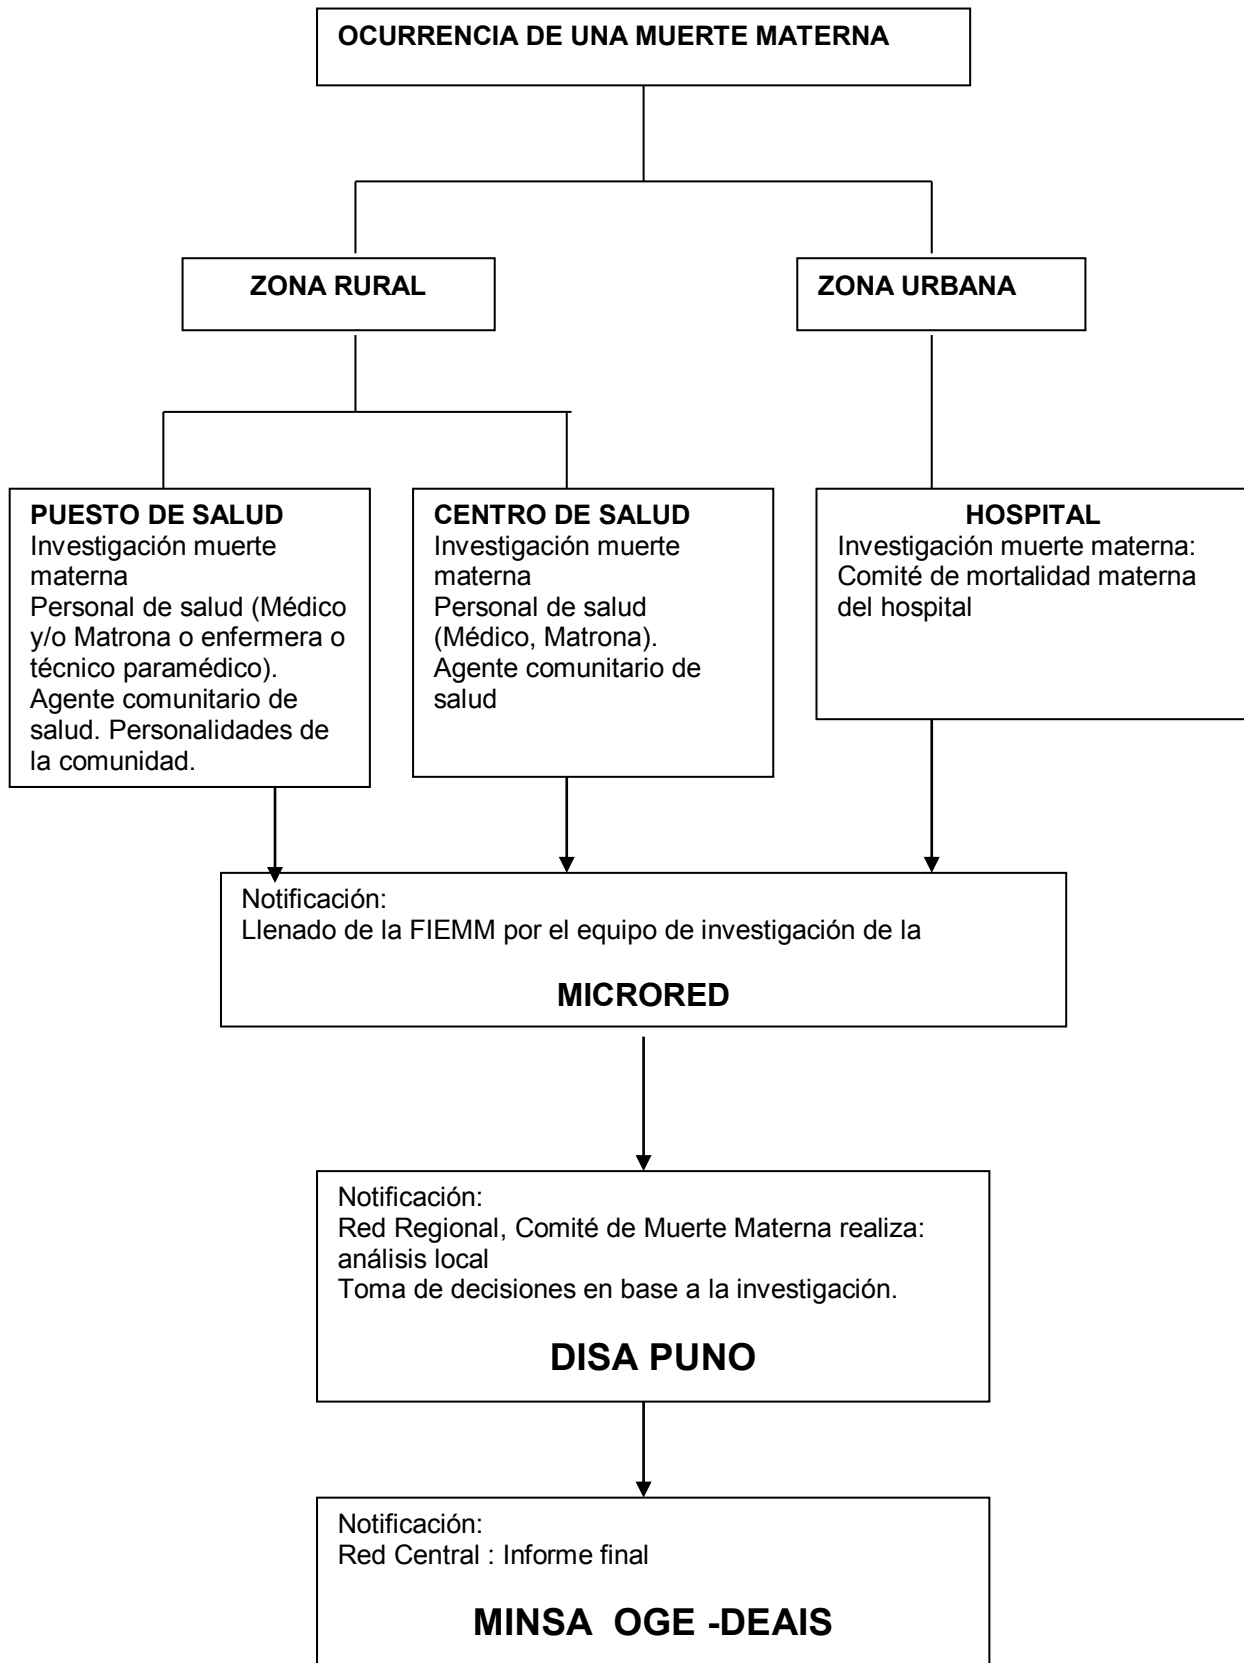 OCURRENCIA DE UNA MUERTE MATERNA
ZONA RURAL
ZONA URBANA
PUESTO DE SALUD
Investigación muerte
materna
Personal de salud (Médico
y/o Matrona o enfermera o
técnico paramédico).
Agente comunitario de
salud. Personalidades de
la comunidad.
CENTRO DE SALUD
Investigación muerte
materna
Personal de salud
(Médico, Matrona).
Agente comunitario de
salud
HOSPITAL
Investigación muerte materna:
Comité de mortalidad materna
del hospital
Notificación:
Llenado de la FIEMM por el equipo de investigación de la
MICRORED
Notificación:
Red Regional, Comité de Muerte Materna realiza:
análisis local
Toma de decisiones en base a la investigación.
DISA PUNO
Notificación:
Red Central : Informe final
MINSA  OGE -DEAIS